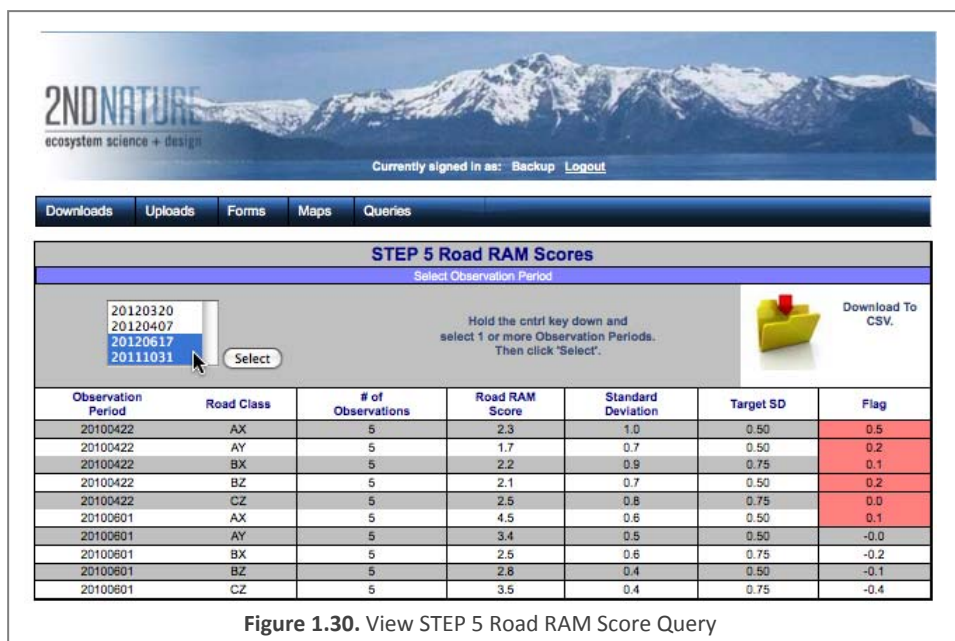 2NDNATURE
ecosystem science + design
Currently signed in as: Backup Logout
Downloads Uploads Forms Maps Queries
STEP 5 Road RAM Scores
Select Observation Period
20120320
20120407
20120617
20111031
Select
Hold the cntrl key down and
select 1 or more Observation Periods.
Then click 'Select'.
Download To
CSV.
Observation Period Road Class # of Observations Road RAM Score Standard Deviation Target SD Flag
20100422 AX 5 2.3 1.0 0.50 0.5
20100422 AY 5 1.7 0.7 0.50 0.2
20100422 BX 5 2.2 0.9 0.75 0.1
20100422 BZ 5 2.1 0.7 0.50 0.2
20100422 CZ 5 2.5 0.8 0.75 0.0
20100601 AX 5 4.5 0.6 0.50 0.1
20100601 AY 5 3.4 0.5 0.50 -0.0
20100601 BX 5 2.5 0.6 0.75 -0.2
20100601 BZ 5 2.8 0.4 0.50 -0.1
20100601 CZ 5 3.5 0.4 0.75 -0.4
Figure 1.30. View STEP 5 Road RAM Score Query